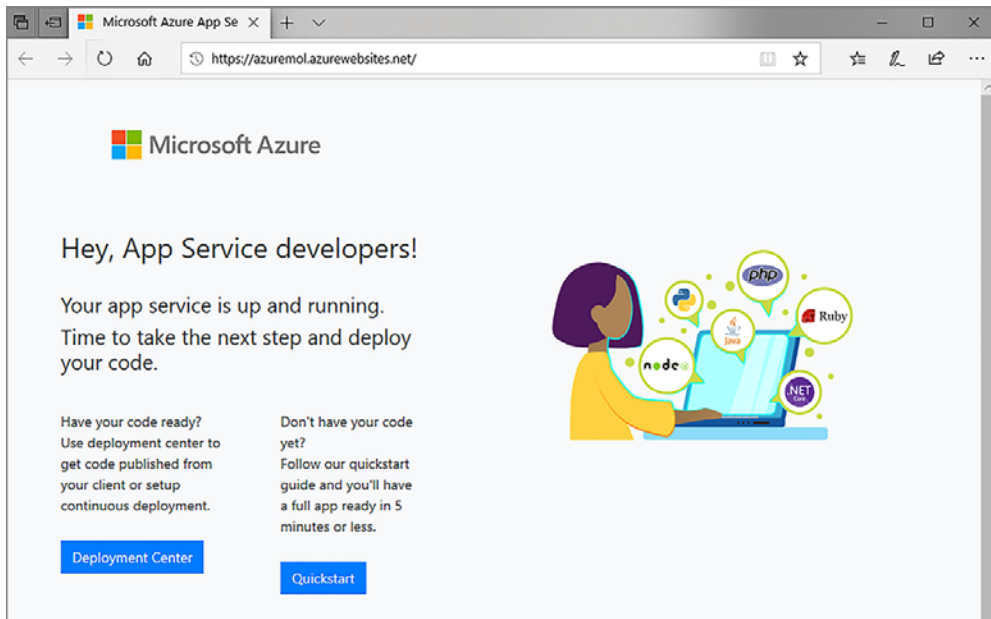 Microsoft Azure App Se
https://azuremol.azurewebsites.net/
Microsoft Azure
Hey, App Service developers!
Your app service is up and running.
Time to take the next step and deploy
your code.
Have your code ready?
Use deployment center to
get code published from
your client or setup
continuous deployment.
Deployment Center
Don't have your code
yet?
Follow our quickstart
guide and you'll have
a full app ready in 5
minutes or less.
Quickstart
php
Ruby
Java
node
.NET
Core